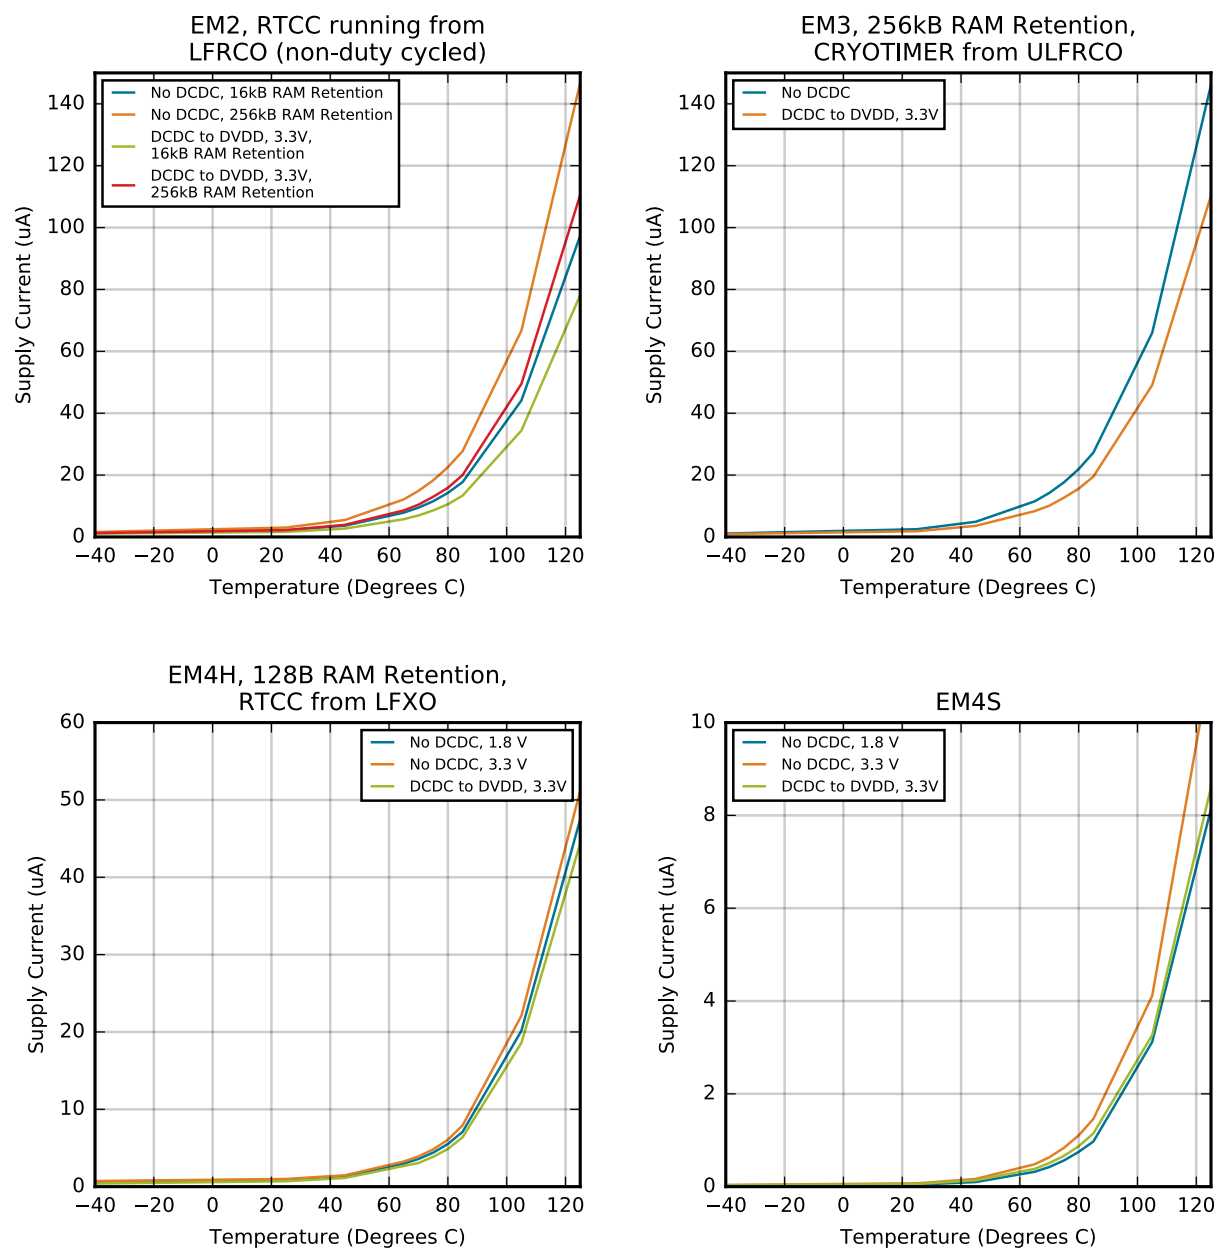 EM2, RTCC running from
LFRCO (non-duty cycled)
No DCDC, 16kB RAM Retention
No DCDC, 256kB RAM Retention
DCDC to DVDD, 3.3V,
16kB RAM Retention
DCDC to DVDD, 3.3V,
256kB RAM Retention
140
120
100
80
60
40
20
0
Supply Current (uA)
−40 −20 0 20 40 60 80 100 120
Temperature (Degrees C)
EM3, 256kB RAM Retention,
CRYOTIMER from ULFRCO
No DCDC
DCDC to DVDD, 3.3V
140
120
100
80
60
40
20
0
Supply Current (uA)
−40 −20 0 20 40 60 80 100 120
Temperature (Degrees C)
EM4H, 128B RAM Retention,
RTCC from LFXO
No DCDC, 1.8 V
No DCDC, 3.3 V
DCDC to DVDD, 3.3V
60
50
40
30
20
10
0
Supply Current (uA)
−40 −20 0 20 40 60 80 100 120
Temperature (Degrees C)
EM4S
No DCDC, 1.8 V
No DCDC, 3.3 V
DCDC to DVDD, 3.3V
10
8
6
4
2
0
Supply Current (uA)
−40 −20 0 20 40 60 80 100 120
Temperature (Degrees C)